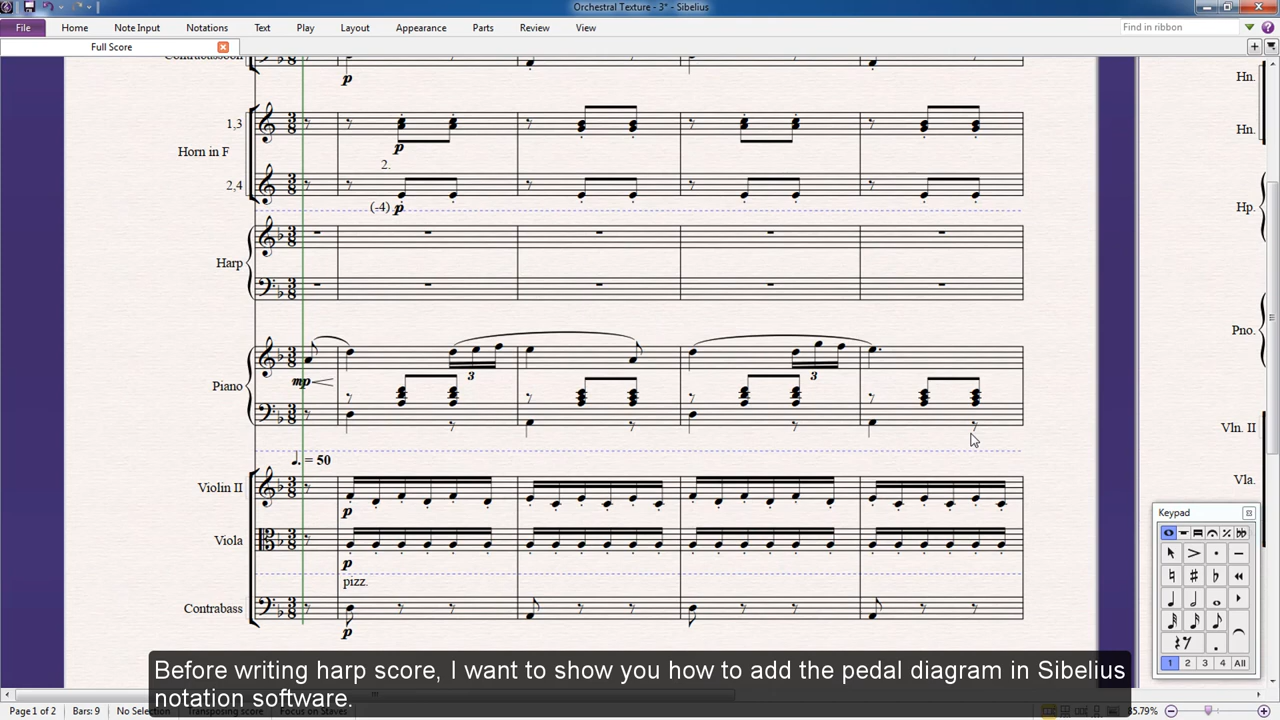 Orchestral Texture - 3* - Sibelius
File Home Note Input Notations Text Play Layout Appearance Parts Review View Find in ribbon
Full Score
Contrabassoon
p
Hn.
1,3
Hn.
p
2.
Horn in F
2,4
(-4) p
Hp.
Harp
Pno.
3 3
mp
Piano
Vln. II
= 50
Violin II
Vla.
p
Keypad
Viola
p
pizz.
Contrabass
p
1 2 3 4 All
Before writing harp score, I want to show you how to add the pedal diagram in Sibelius
notation software.
Page 1 of 2 Bars: 9 No Selection Transposing score Focus on Staves 85.79%